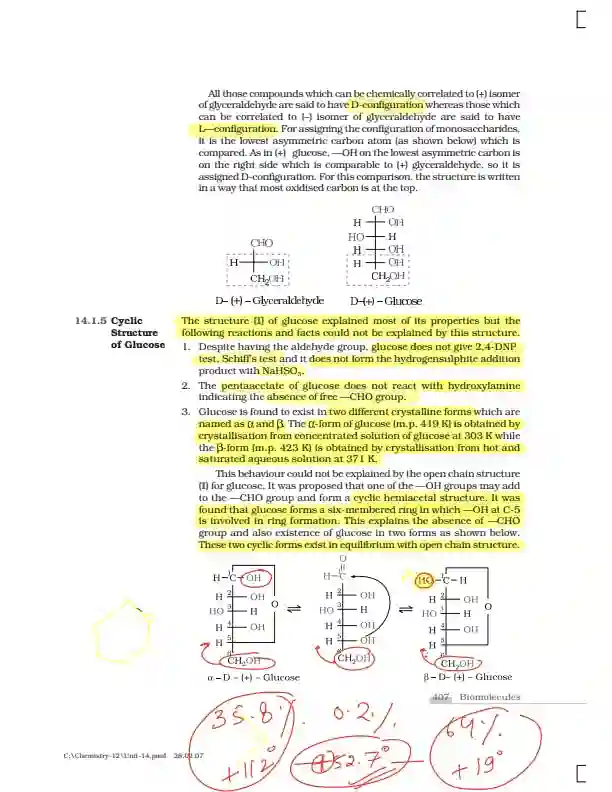 All those compounds which can be chemically correlated to (+) isomer
of glyceraldehyde are said to have D-configuration whereas those which
can be correlated to (–) isomer of glyceraldehyde are said to have
L—configuration. For assigning the configuration of monosaccharides,
it is the lowest asymmetric carbon atom (as shown below) which is
compared. As in (+) glucose, —OH on the lowest asymmetric carbon is
on the right side which is comparable to (+) glyceraldehyde, so it is
assigned D-configuration. For this comparison, the structure is written
in a way that most oxidised carbon is at the top.
CHO
H OH
HO H
H OH
H OH
CH₂OH
CHO
H OH
CH₂OH
D– (+) – Glyceraldehyde D–(+) – Glucose
14.1.5 Cyclic
Structure
of Glucose
The structure (I) of glucose explained most of its properties but the
following reactions and facts could not be explained by this structure.
1. Despite having the aldehyde group, glucose does not give 2,4-DNP
test, Schiff's test and it does not form the hydrogensulphite addition
product with NaHSO₃.
2. The pentaacetate of glucose does not react with hydroxylamine
indicating the absence of free —CHO group.
3. Glucose is found to exist in two different crystalline forms which are
named as α and β. The α-form of glucose (m.p. 419 K) is obtained by
crystallisation from concentrated solution of glucose at 303 K while
the β-form (m.p. 423 K) is obtained by crystallisation from hot and
saturated aqueous solution at 371 K.
This behaviour could not be explained by the open chain structure
(I) for glucose. It was proposed that one of the —OH groups may add
to the —CHO group and form a cyclic hemiacetal structure. It was
found that glucose forms a six-membered ring in which —OH at C-5
is involved in ring formation. This explains the absence of —CHO
group and also existence of glucose in two forms as shown below.
These two cyclic forms exist in equilibrium with open chain structure.
O
H–¹C–OH H–¹C HO–¹C–H
H 2 OH H 2 OH H 2 OH
HO 3 H O HO 3 H HO 3 H O
H 4 OH H 4 OH H 4 OH
H 5 H 5 OH H 5
6 6 6
CH₂OH CH₂OH CH₂OH
α – D – (+) – Glucose β – D– (+) – Glucose
407 Biomolecules
35.8% 0.2% 64%
+112° +52.7° +19°
C:\Chemistry-12\Unit-14.pmd 28.02.07